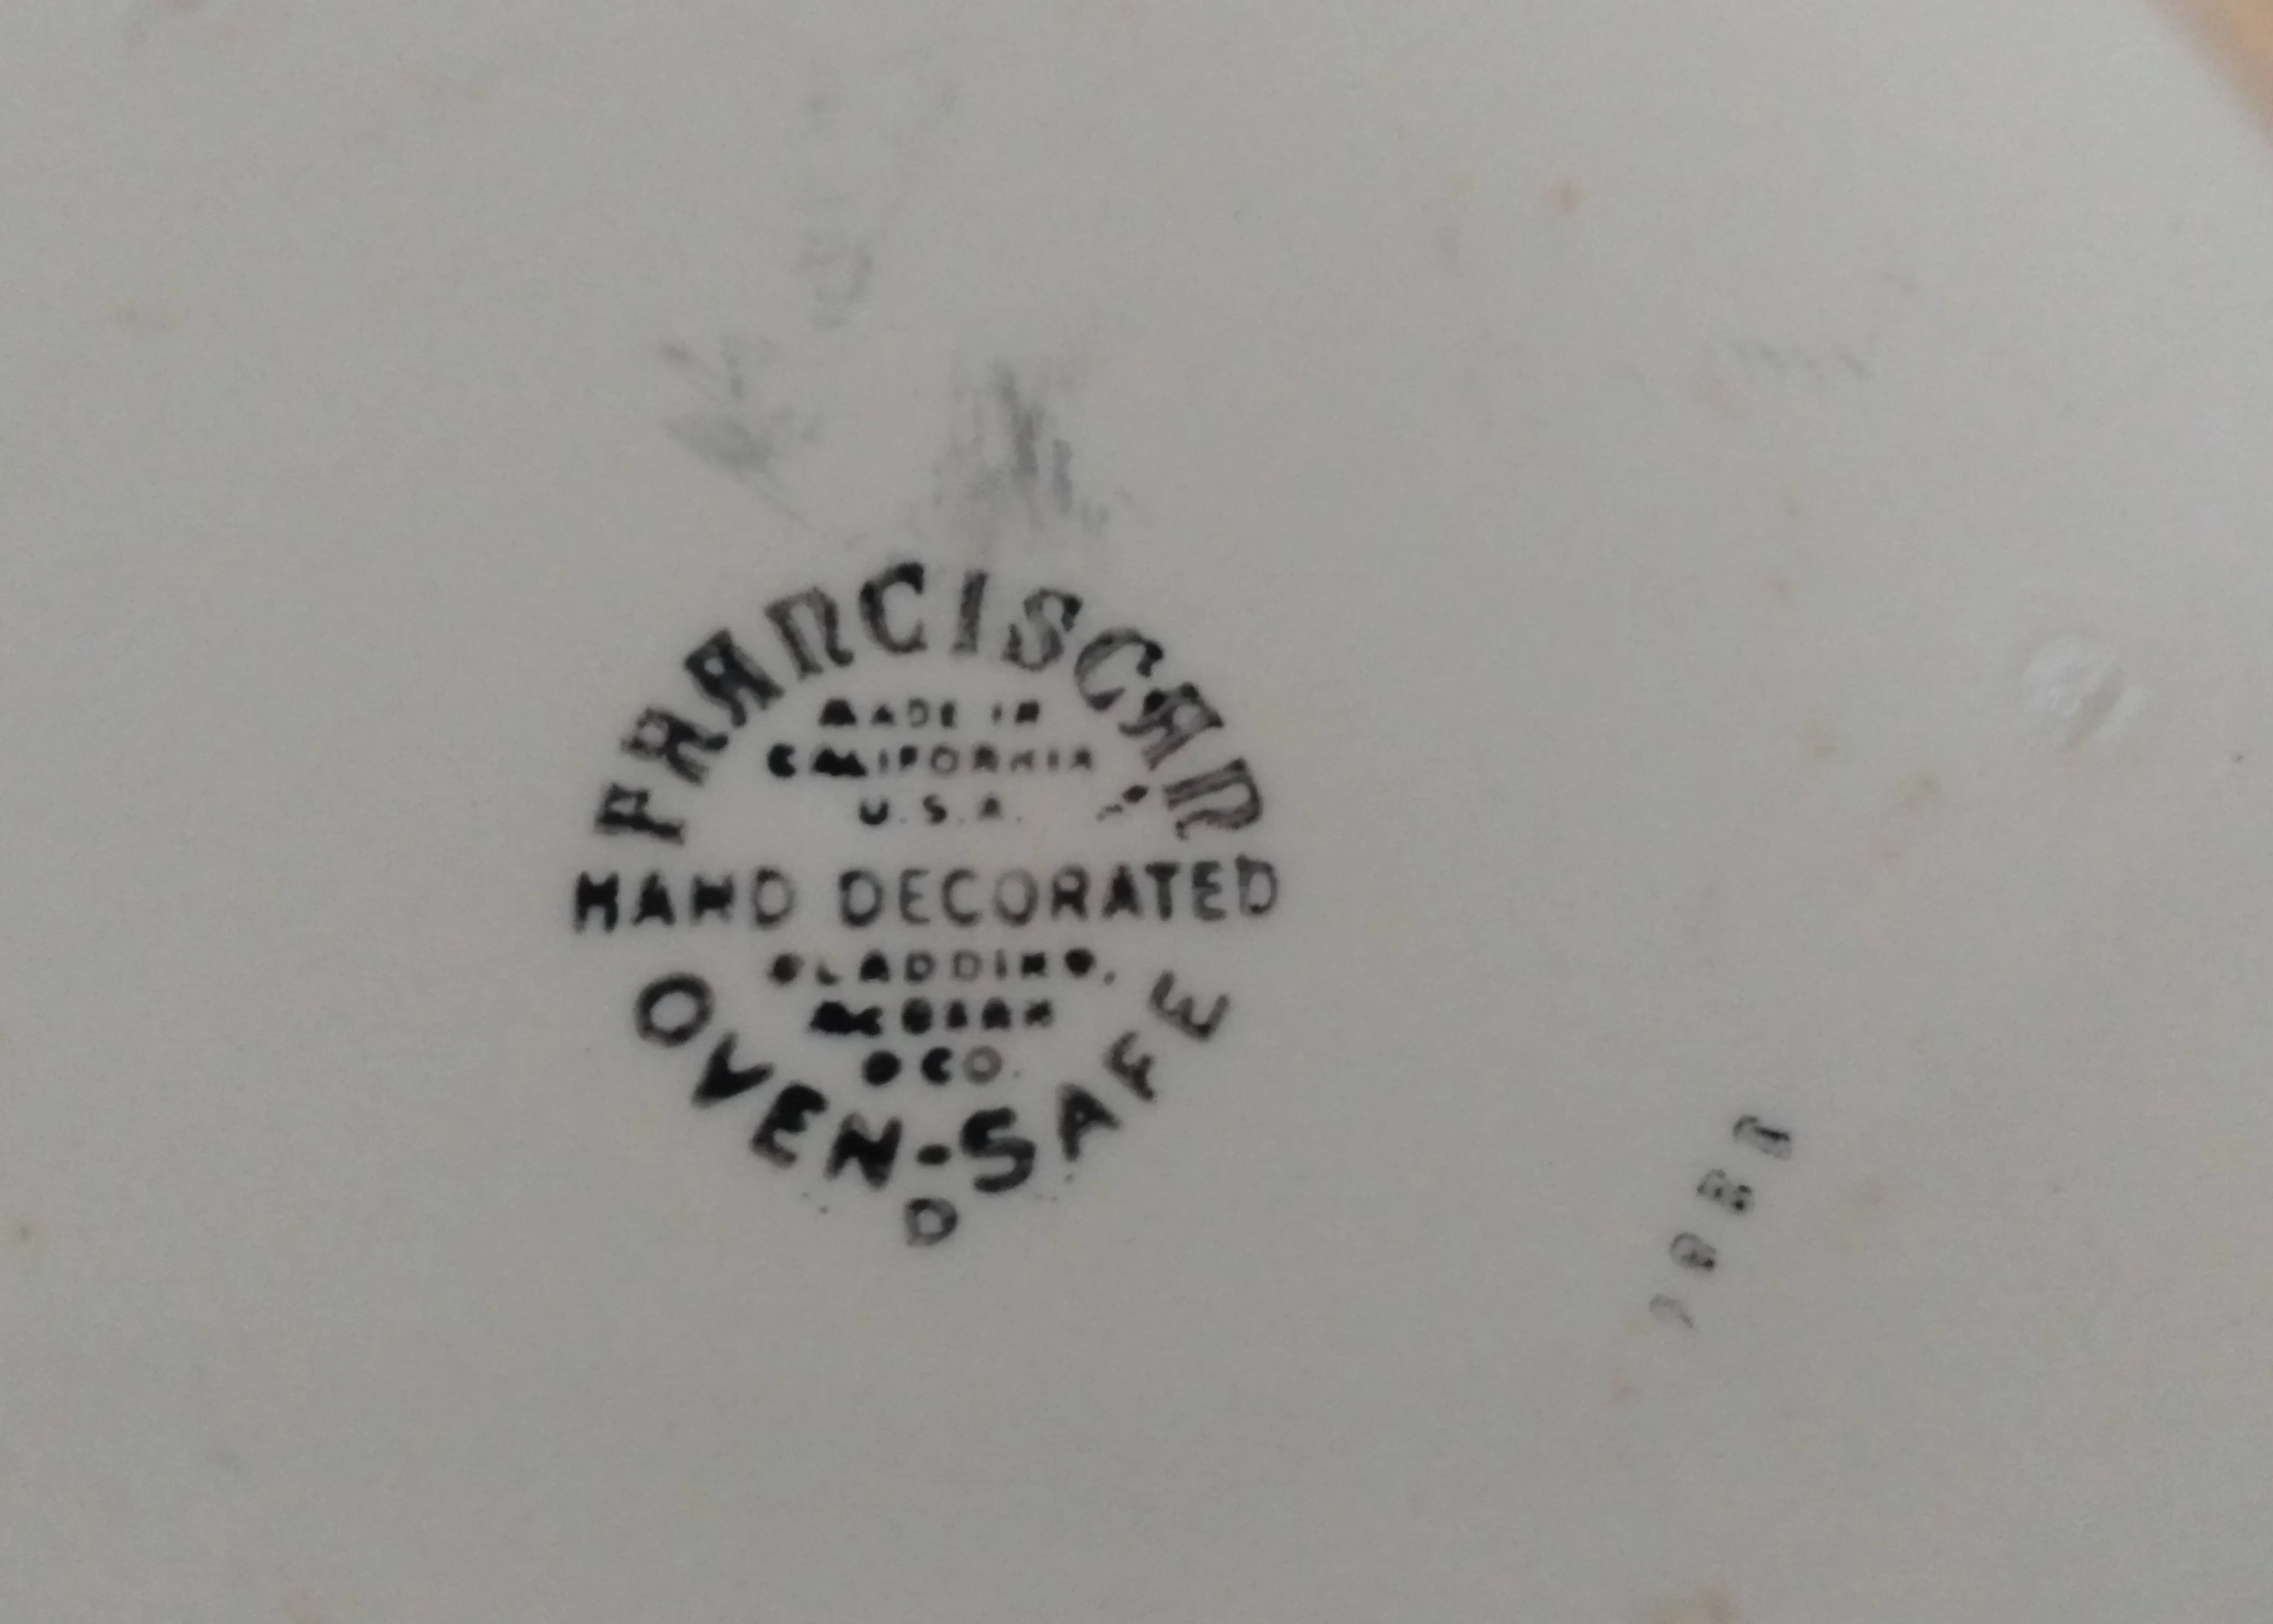 FRANCISCAN
MADE IN
CALIFORNIA
U.S.A.
HAND DECORATED
GLADDING,
McBEAN
& CO.
OVEN-SAFE
D